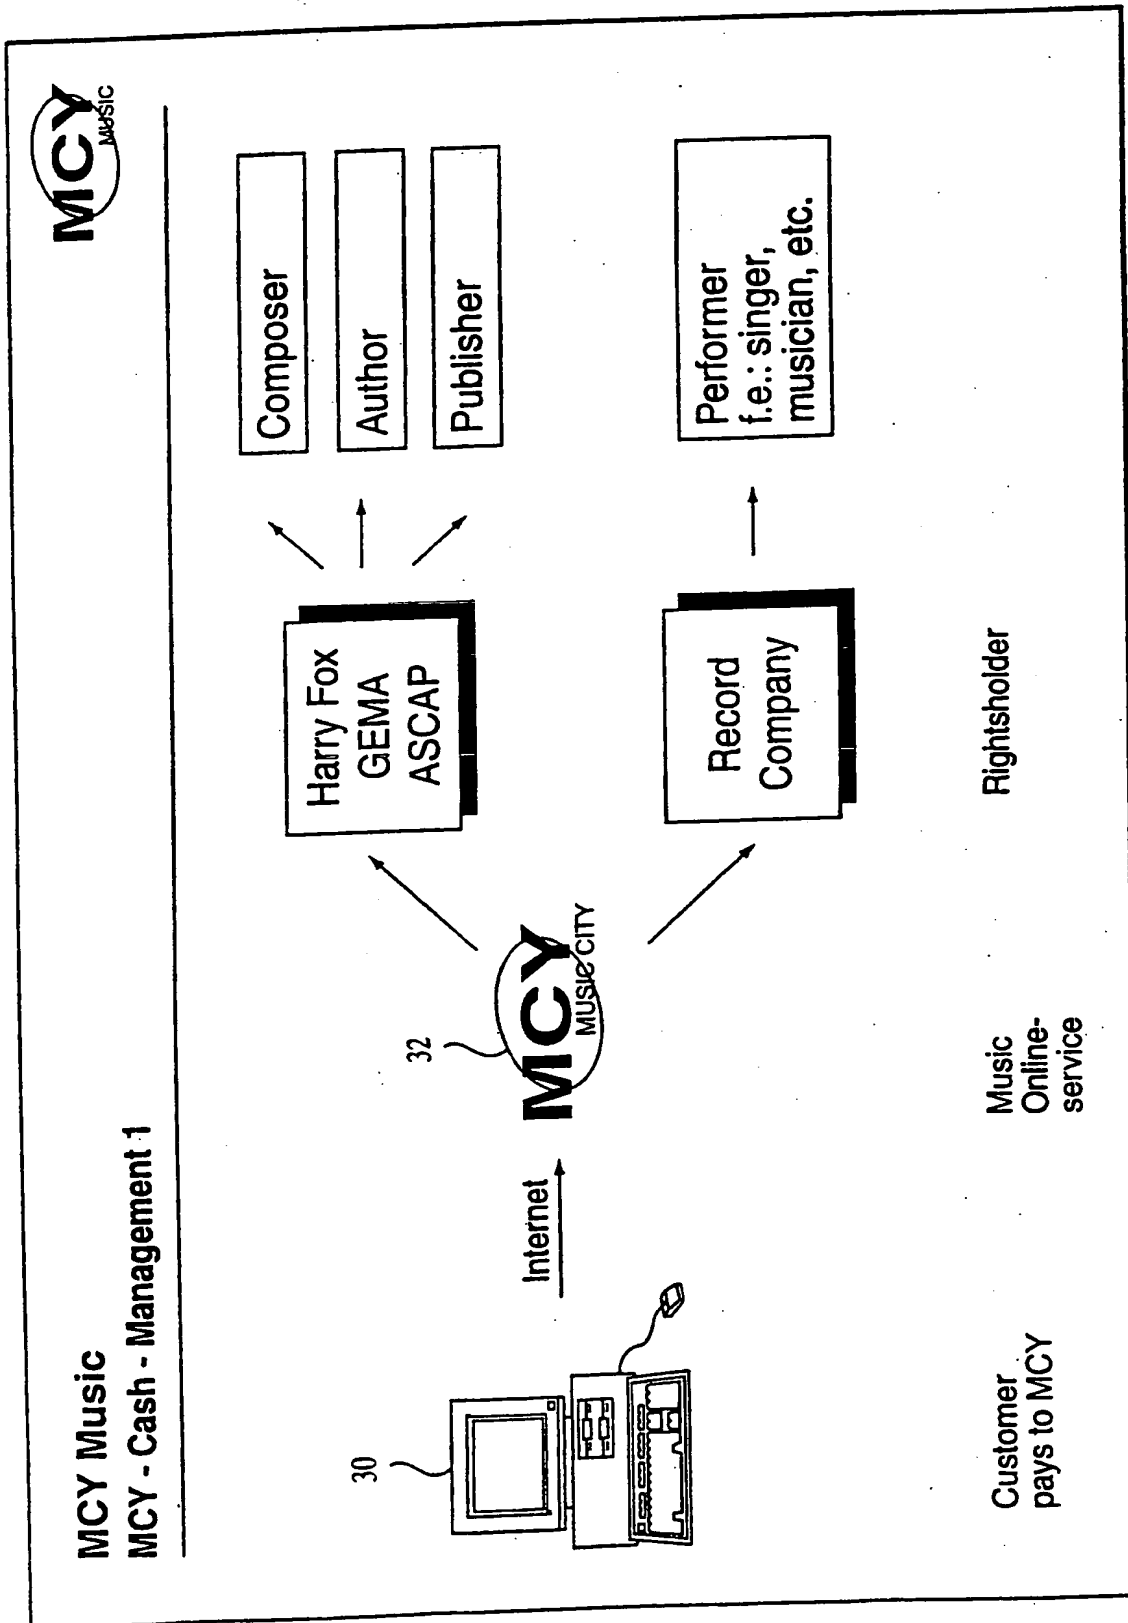 MCY Music
MCY - Cash - Management 1
MCY
MUSIC
30
Internet
32
MCY
MUSIC CITY
Harry Fox
GEMA
ASCAP
Composer
Author
Publisher
Record
Company
Performer
f.e.: singer,
musician, etc.
Customer
pays to MCY
Music
Online-
service
Rightsholder